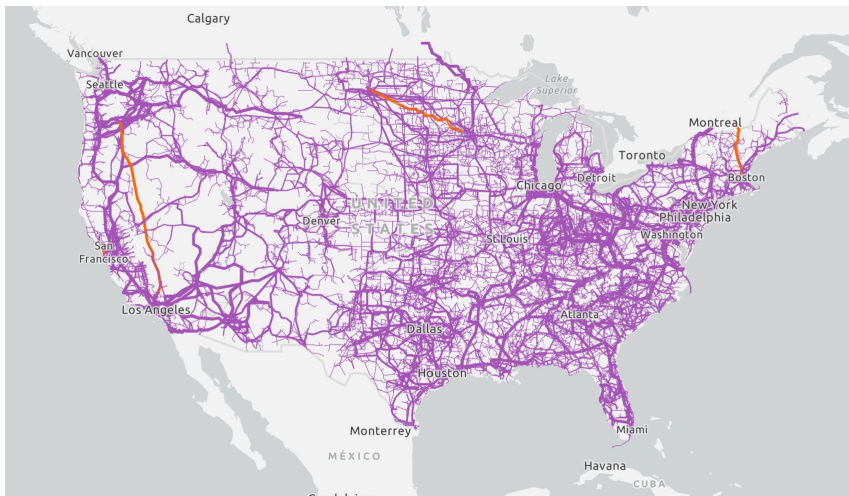 Calgary
Vancouver
Seattle
Lake
Superior
Montreal
Toronto
Boston
Detroit
Chicago
New York
Philadelphia
UNITED
STATES
Denver
St Louis
Washington
San
Francisco
Los Angeles
Atlanta
Dallas
Houston
Monterrey
Miami
MÉXICO
Havana
CUBA